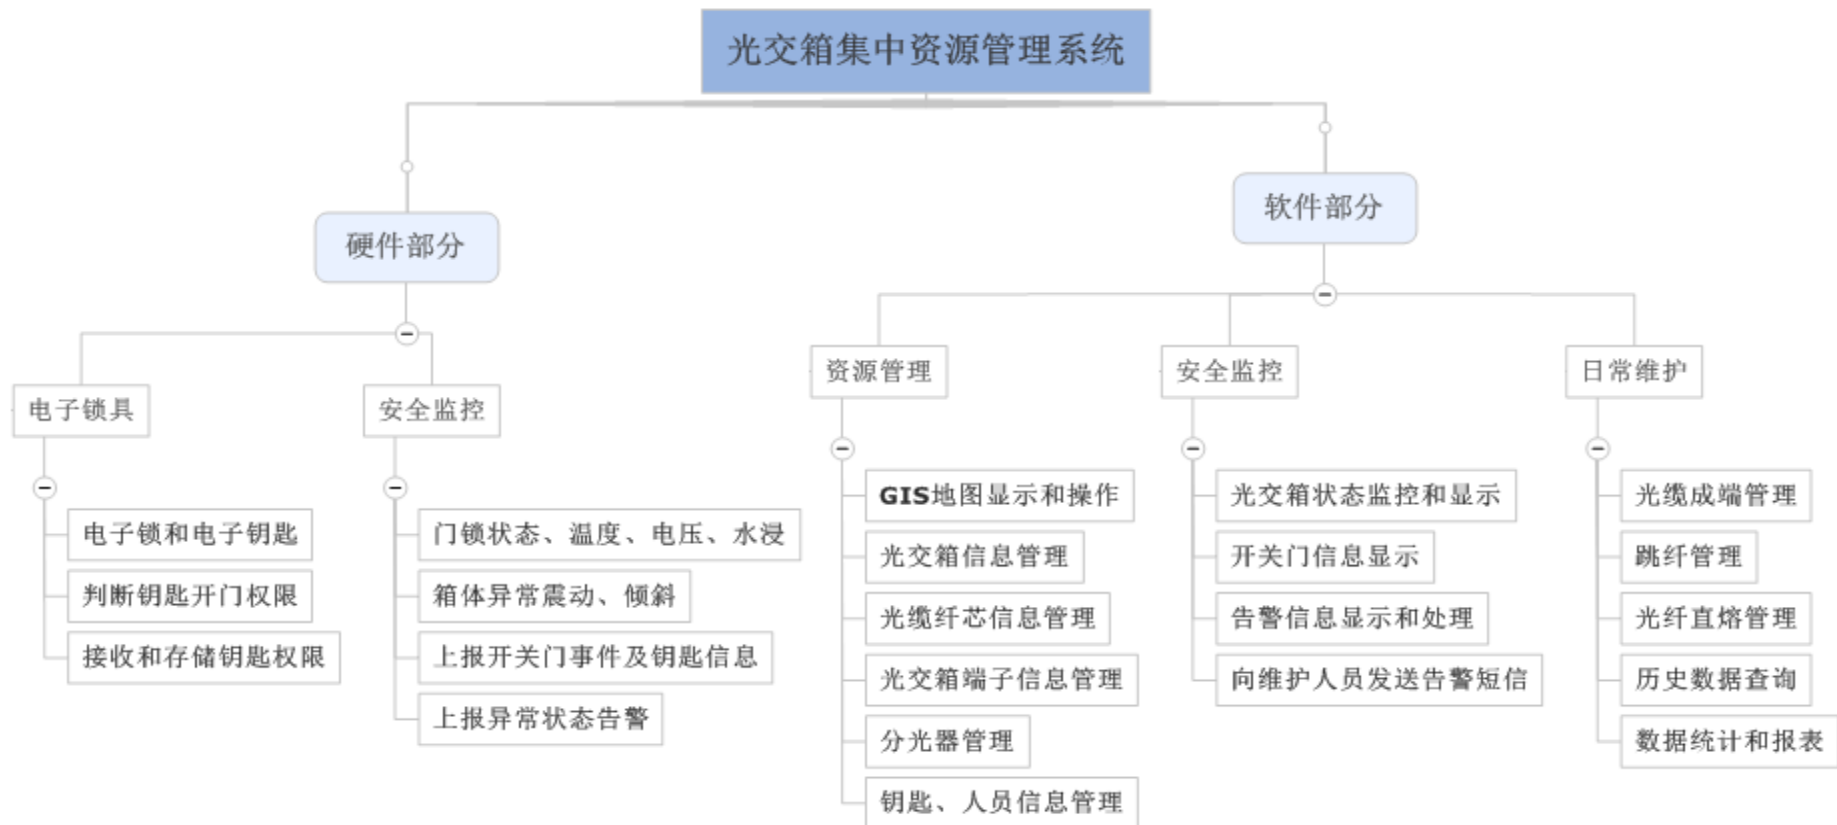 光交箱集中资源管理系统
硬件部分
软件部分
电子锁具
安全监控
资源管理
安全监控
日常维护
电子锁和电子钥匙
判断钥匙开门权限
接收和存储钥匙权限
门锁状态、温度、电压、水浸
箱体异常震动、倾斜
上报开关门事件及钥匙信息
上报异常状态告警
GIS地图显示和操作
光交箱信息管理
光缆纤芯信息管理
光交箱端子信息管理
分光器管理
钥匙、人员信息管理
光交箱状态监控和显示
开关门信息显示
告警信息显示和处理
向维护人员发送告警短信
光缆成端管理
跳纤管理
光纤直熔管理
历史数据查询
数据统计和报表